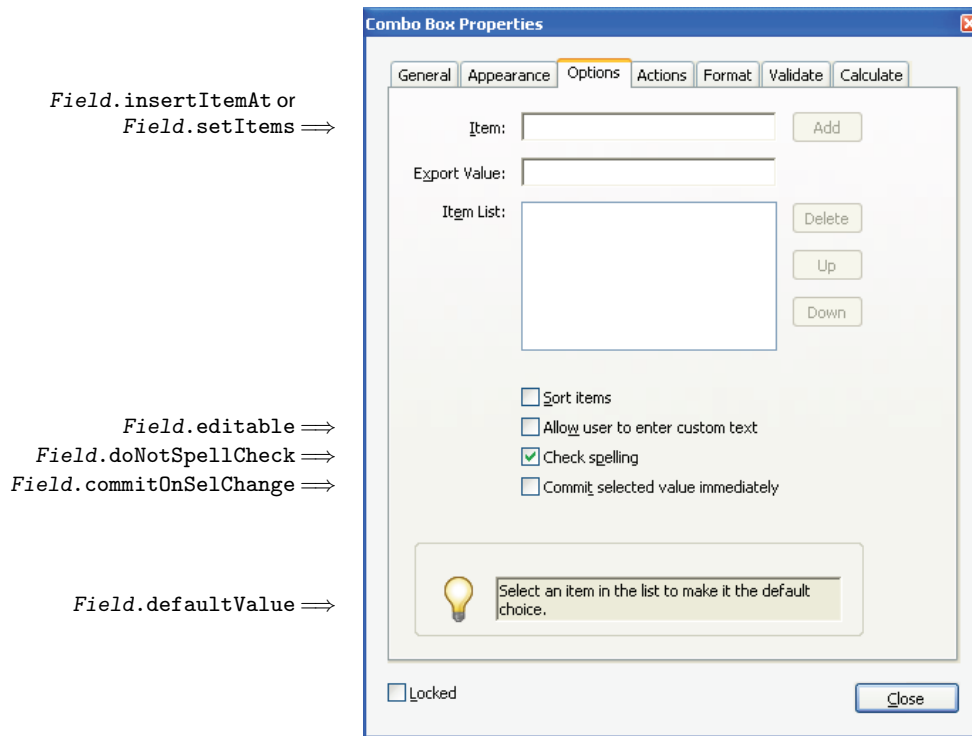 Combo Box Properties
General Appearance Options Actions Format Validate Calculate
Field.insertItemAt or
Field.setItems⟹
Item:
Add
Export Value:
Item List:
Delete
Up
Down
Sort items
Field.editable⟹
Allow user to enter custom text
Field.doNotSpellCheck⟹
Check spelling
Field.commitOnSelChange⟹
Commit selected value immediately
Field.defaultValue⟹
Select an item in the list to make it the default
choice.
Locked
Close